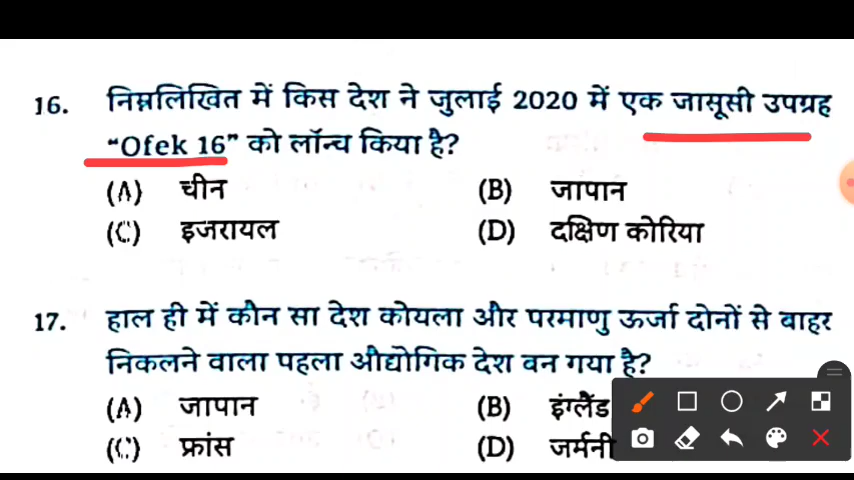 16. निम्नलिखित में किस देश ने जुलाई 2020 में एक जासूसी उपग्रह
“Ofek 16” को लॉन्च किया है?
(A) चीन (B) जापान
(C) इजरायल (D) दक्षिण कोरिया
17. हाल ही में कौन सा देश कोयला और परमाणु ऊर्जा दोनों से बाहर
निकलने वाला पहला औद्योगिक देश बन गया है?
(A) जापान (B) इंग्लैंड
(C) फ्रांस (D) जर्मनी